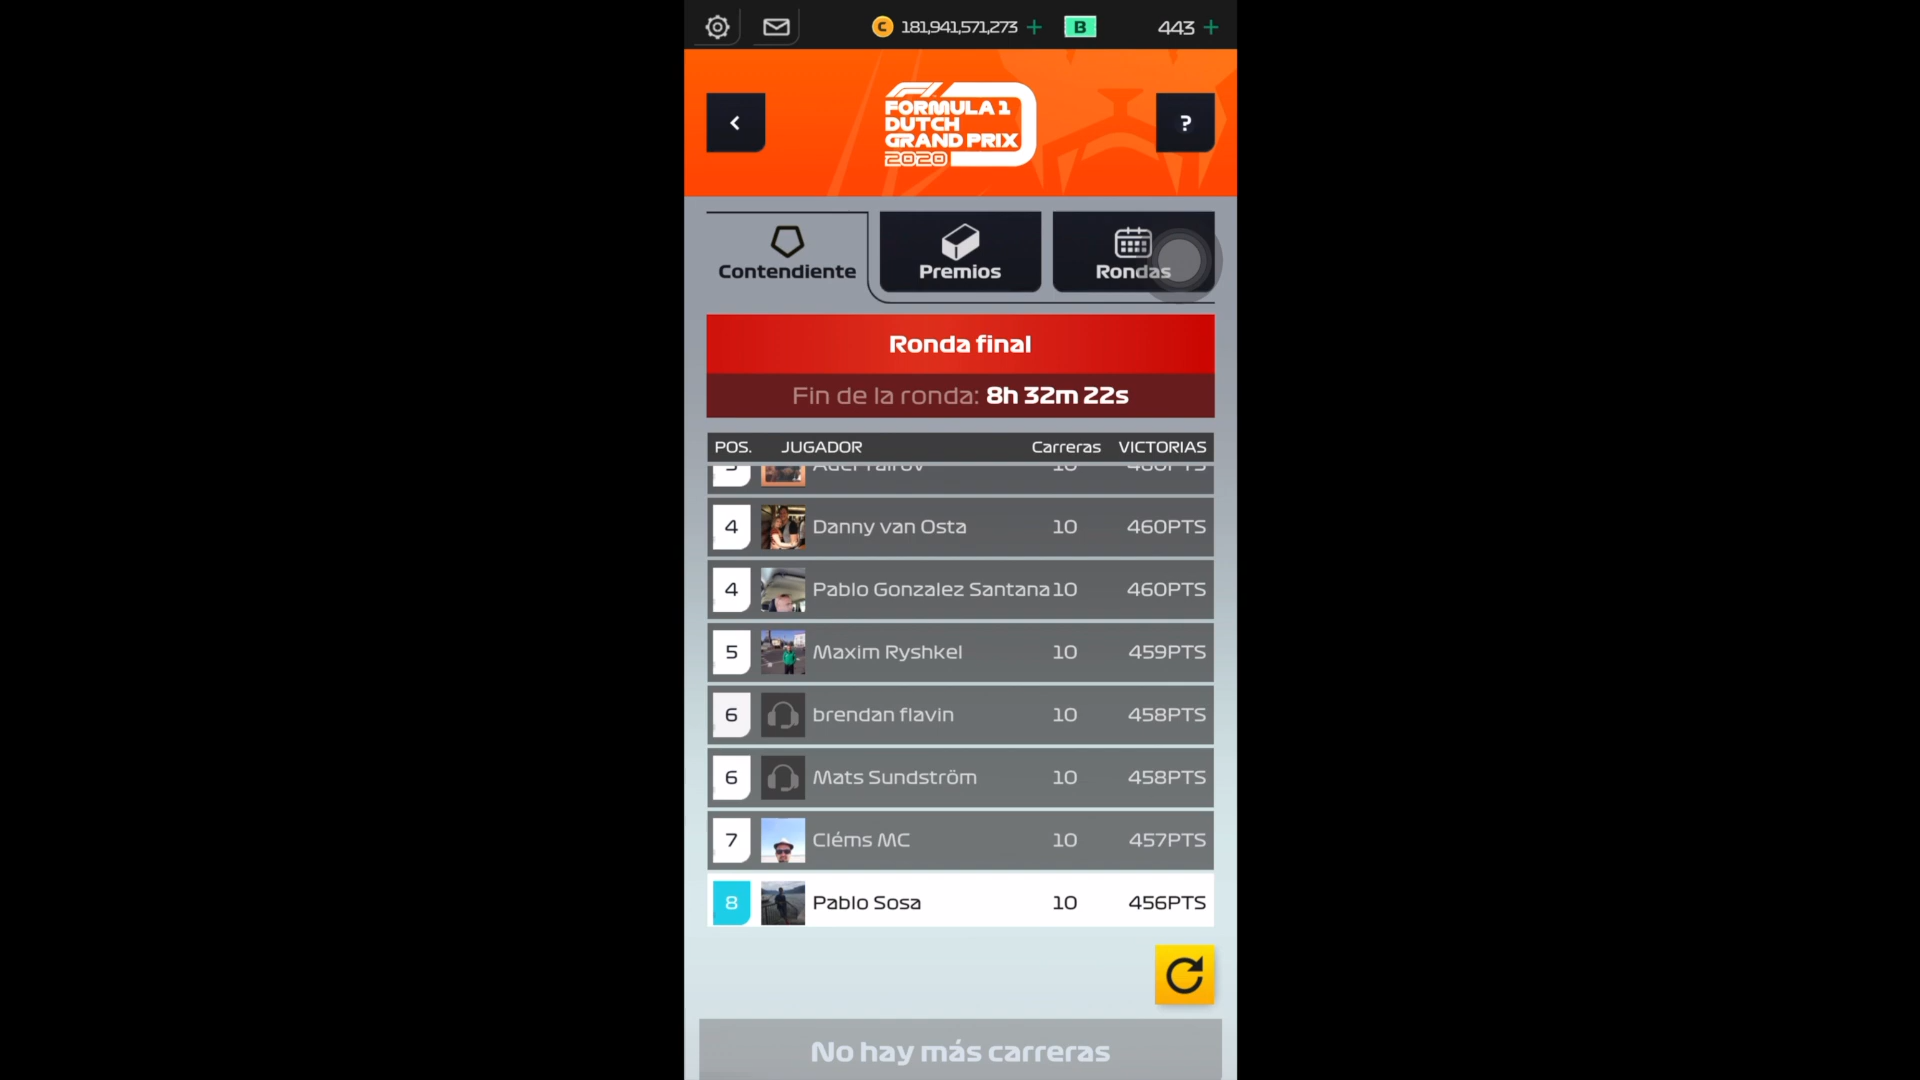 C 181,941,571,273 + B 443 +
F1
FORMULA 1
DUTCH
GRAND PRIX
2020
?
Contendiente Premios Rondas
Ronda final
Fin de la ronda: 8h 32m 22s
POS. JUGADOR Carreras VICTORIAS
10
4 Danny van Osta 10 460PTS
4 Pablo Gonzalez Santana 10 460PTS
5 Maxim Ryshkel 10 459PTS
6 brendan flavin 10 458PTS
6 Mats Sundström 10 458PTS
7 Cléms MC 10 457PTS
8 Pablo Sosa 10 456PTS
No hay más carreras